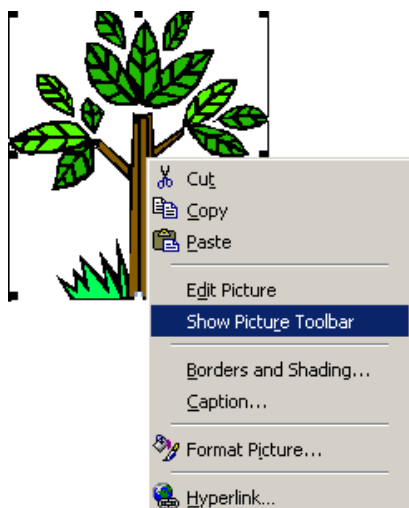 Cut
Copy
Paste
Edit Picture
Show Picture Toolbar
Borders and Shading...
Caption...
Format Picture...
Hyperlink...